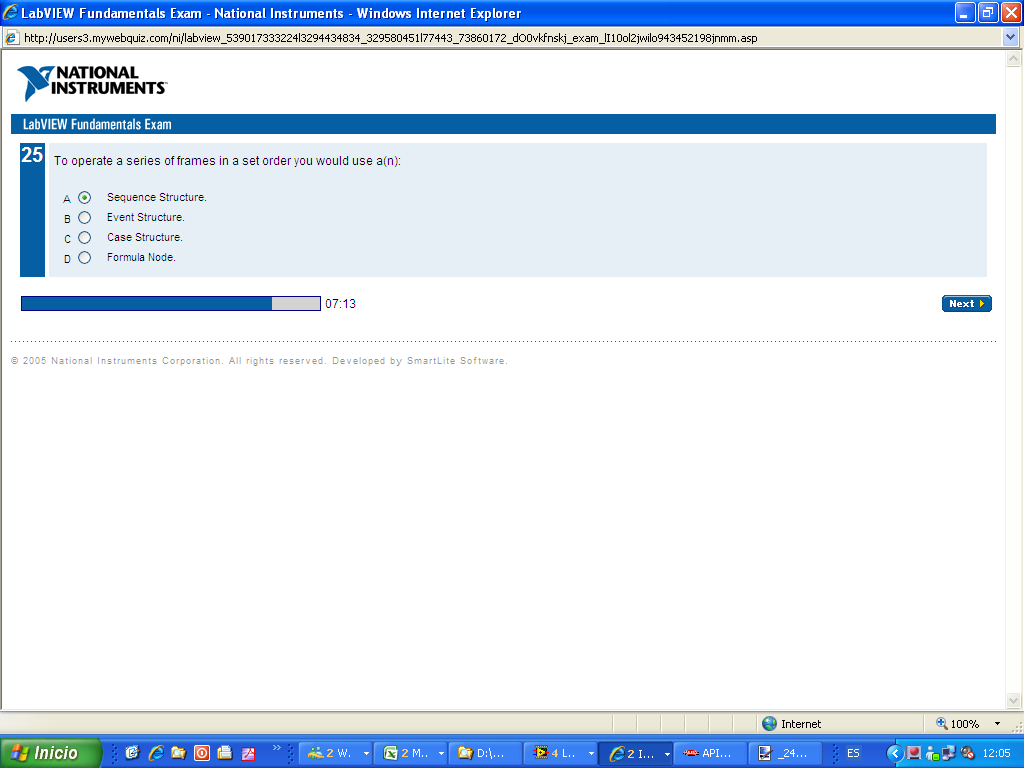 LabVIEW Fundamentals Exam - National Instruments - Windows Internet Explorer
http://users3.mywebquiz.com/ni/labview_539017333224l3294434834_329580451l77443_73860172_dO0vkfnskj_exam_lI10ol2jwilo943452198jnmm.asp
NATIONAL
INSTRUMENTS
LabVIEW Fundamentals Exam
25 To operate a series of frames in a set order you would use a(n):
A Sequence Structure.
B Event Structure.
C Case Structure.
D Formula Node.
07:13
Next
© 2005 National Instruments Corporation. All rights reserved. Developed by SmartLite Software.
Internet 100%
Inicio 2 W... 2 M... D:\... 4 L... 2 I... API... _24... ES 12:05